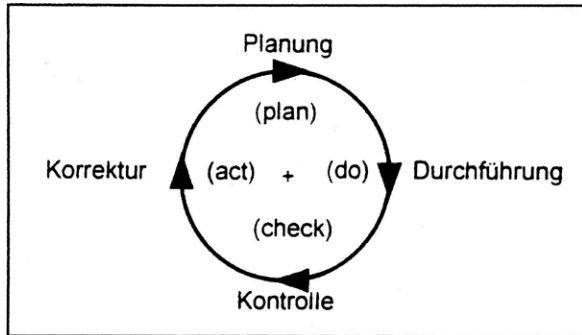 Planung
(plan)
Korrektur (act) + (do) Durchführung
(check)
Kontrolle